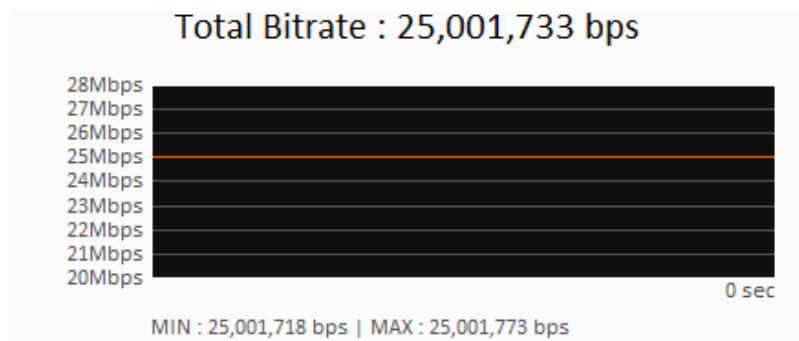 Total Bitrate : 25,001,733 bps
28Mbps
27Mbps
26Mbps
25Mbps
24Mbps
23Mbps
22Mbps
21Mbps
20Mbps
0 sec
MIN : 25,001,718 bps | MAX : 25,001,773 bps